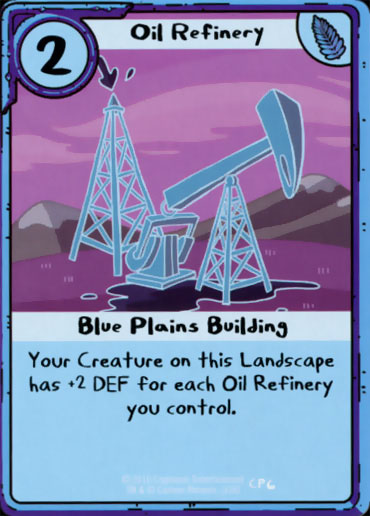 Oil Refinery
2
Blue Plains Building
Your Creature on this Landscape
has +2 DEF for each Oil Refinery
you control.
CPG